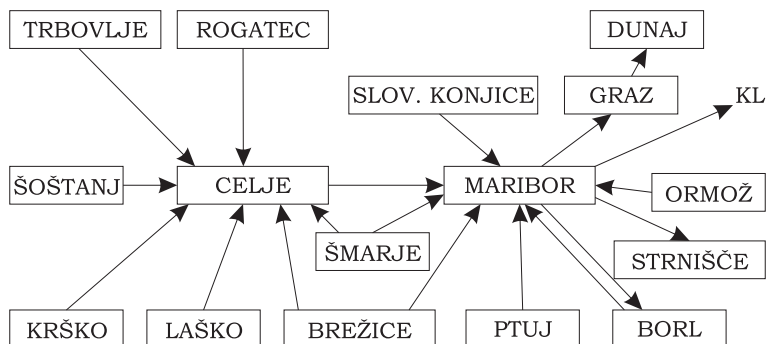 TRBOVLJE
ROGATEC
DUNAJ
SLOV. KONJICE
GRAZ
KL
ŠOŠTANJ
CELJE
MARIBOR
ORMOŽ
ŠMARJE
STRNIŠČE
KRŠKO
LAŠKO
BREŽICE
PTUJ
BORL